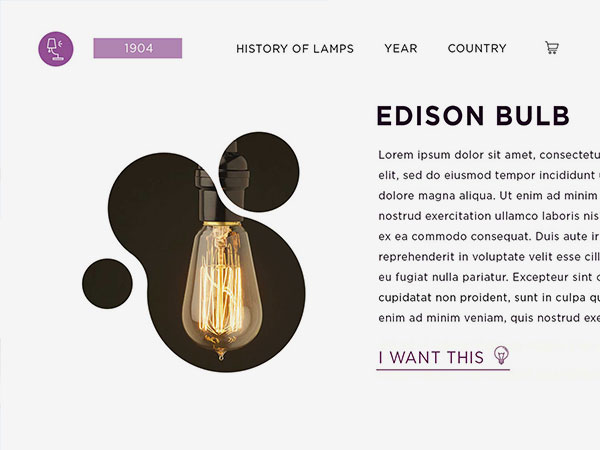 1904
HISTORY OF LAMPS
YEAR
COUNTRY
EDISON BULB
Lorem ipsum dolor sit amet, consectetu
elit, sed do eiusmod tempor incididunt
dolore magna aliqua. Ut enim ad minim
nostrud exercitation ullamco laboris nis
ex ea commodo consequat. Duis aute ir
reprehenderit in voluptate velit esse cill
eu fugiat nulla pariatur. Excepteur sint
cupidatat non proident, sunt in culpa qu
enim ad minim veniam, quis nostrud exe
I WANT THIS